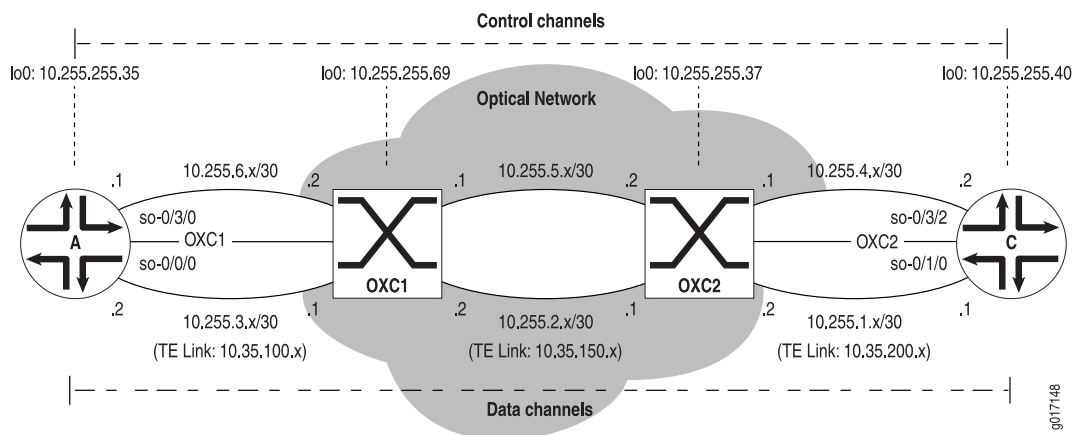 Control channels
lo0: 10.255.255.35 lo0: 10.255.255.69 lo0: 10.255.255.37 lo0: 10.255.255.40
Optical Network
10.255.6.x/30 10.255.5.x/30 10.255.4.x/30
.1 .2 .1 .2 .1 .2
so-0/3/0 so-0/3/2
A OXC1 OXC2 C
so-0/0/0 so-0/1/0
OXC1 OXC2
.2 .1 .2 .1 .2 .1
10.255.3.x/30 10.255.2.x/30 10.255.1.x/30
(TE Link: 10.35.100.x) (TE Link: 10.35.150.x) (TE Link: 10.35.200.x)
Data channels
g017148